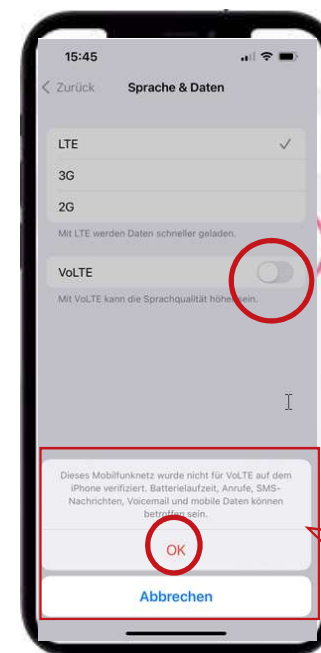 15:45
Zurück Sprache & Daten
LTE
3G
2G
Mit LTE werden Daten schneller geladen.
VoLTE
Mit VoLTE kann die Sprachqualität höher sein.
Dieses Mobilfunknetz wurde nicht für VoLTE auf dem
iPhone verifiziert. Batterielaufzeit, Anrufe, SMS-
Nachrichten, Voicemail und mobile Daten können
betroffen sein.
OK
Abbrechen